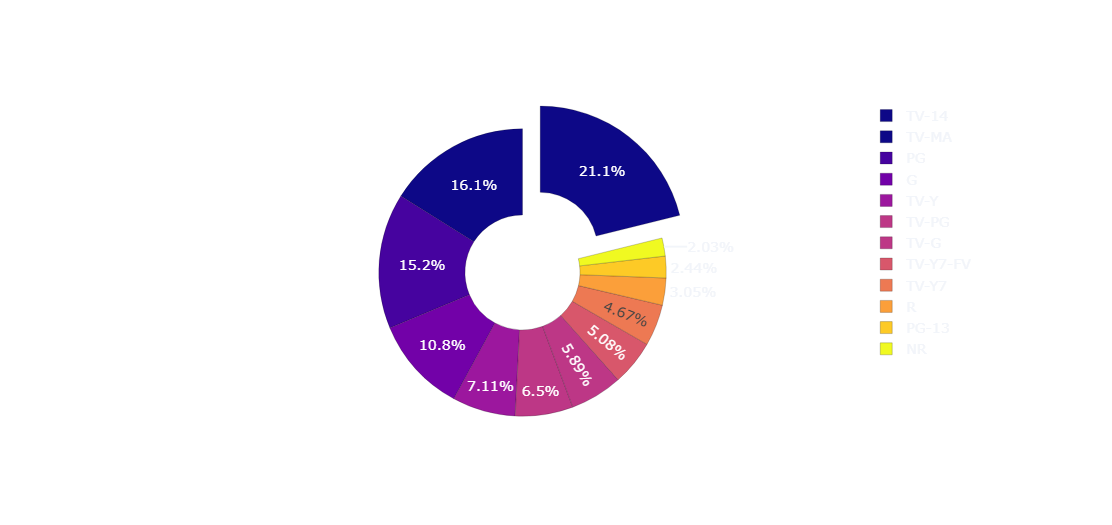 21.1%
16.1%
15.2%
10.8%
7.11%
6.5%
5.89%
5.08%
4.67%
3.05%
2.44%
2.03%
TV-14
TV-MA
PG
G
TV-Y
TV-PG
TV-G
TV-Y7-FV
TV-Y7
R
PG-13
NR